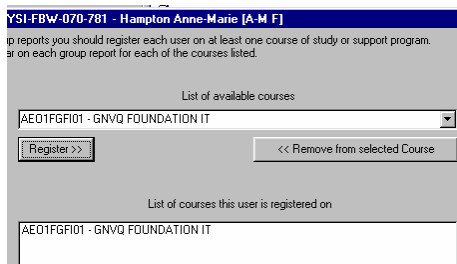 YSI-FBW-070-781 - Hampton Anne-Marie [A-M F]
p reports you should register each user on at least one course of study or support program.
ar on each group report for each of the courses listed.
List of available courses
AEO1FGFI01 - GNVQ FOUNDATION IT
Register >>
<< Remove from selected Course
List of courses this user is registered on
AEO1FGFI01 - GNVQ FOUNDATION IT